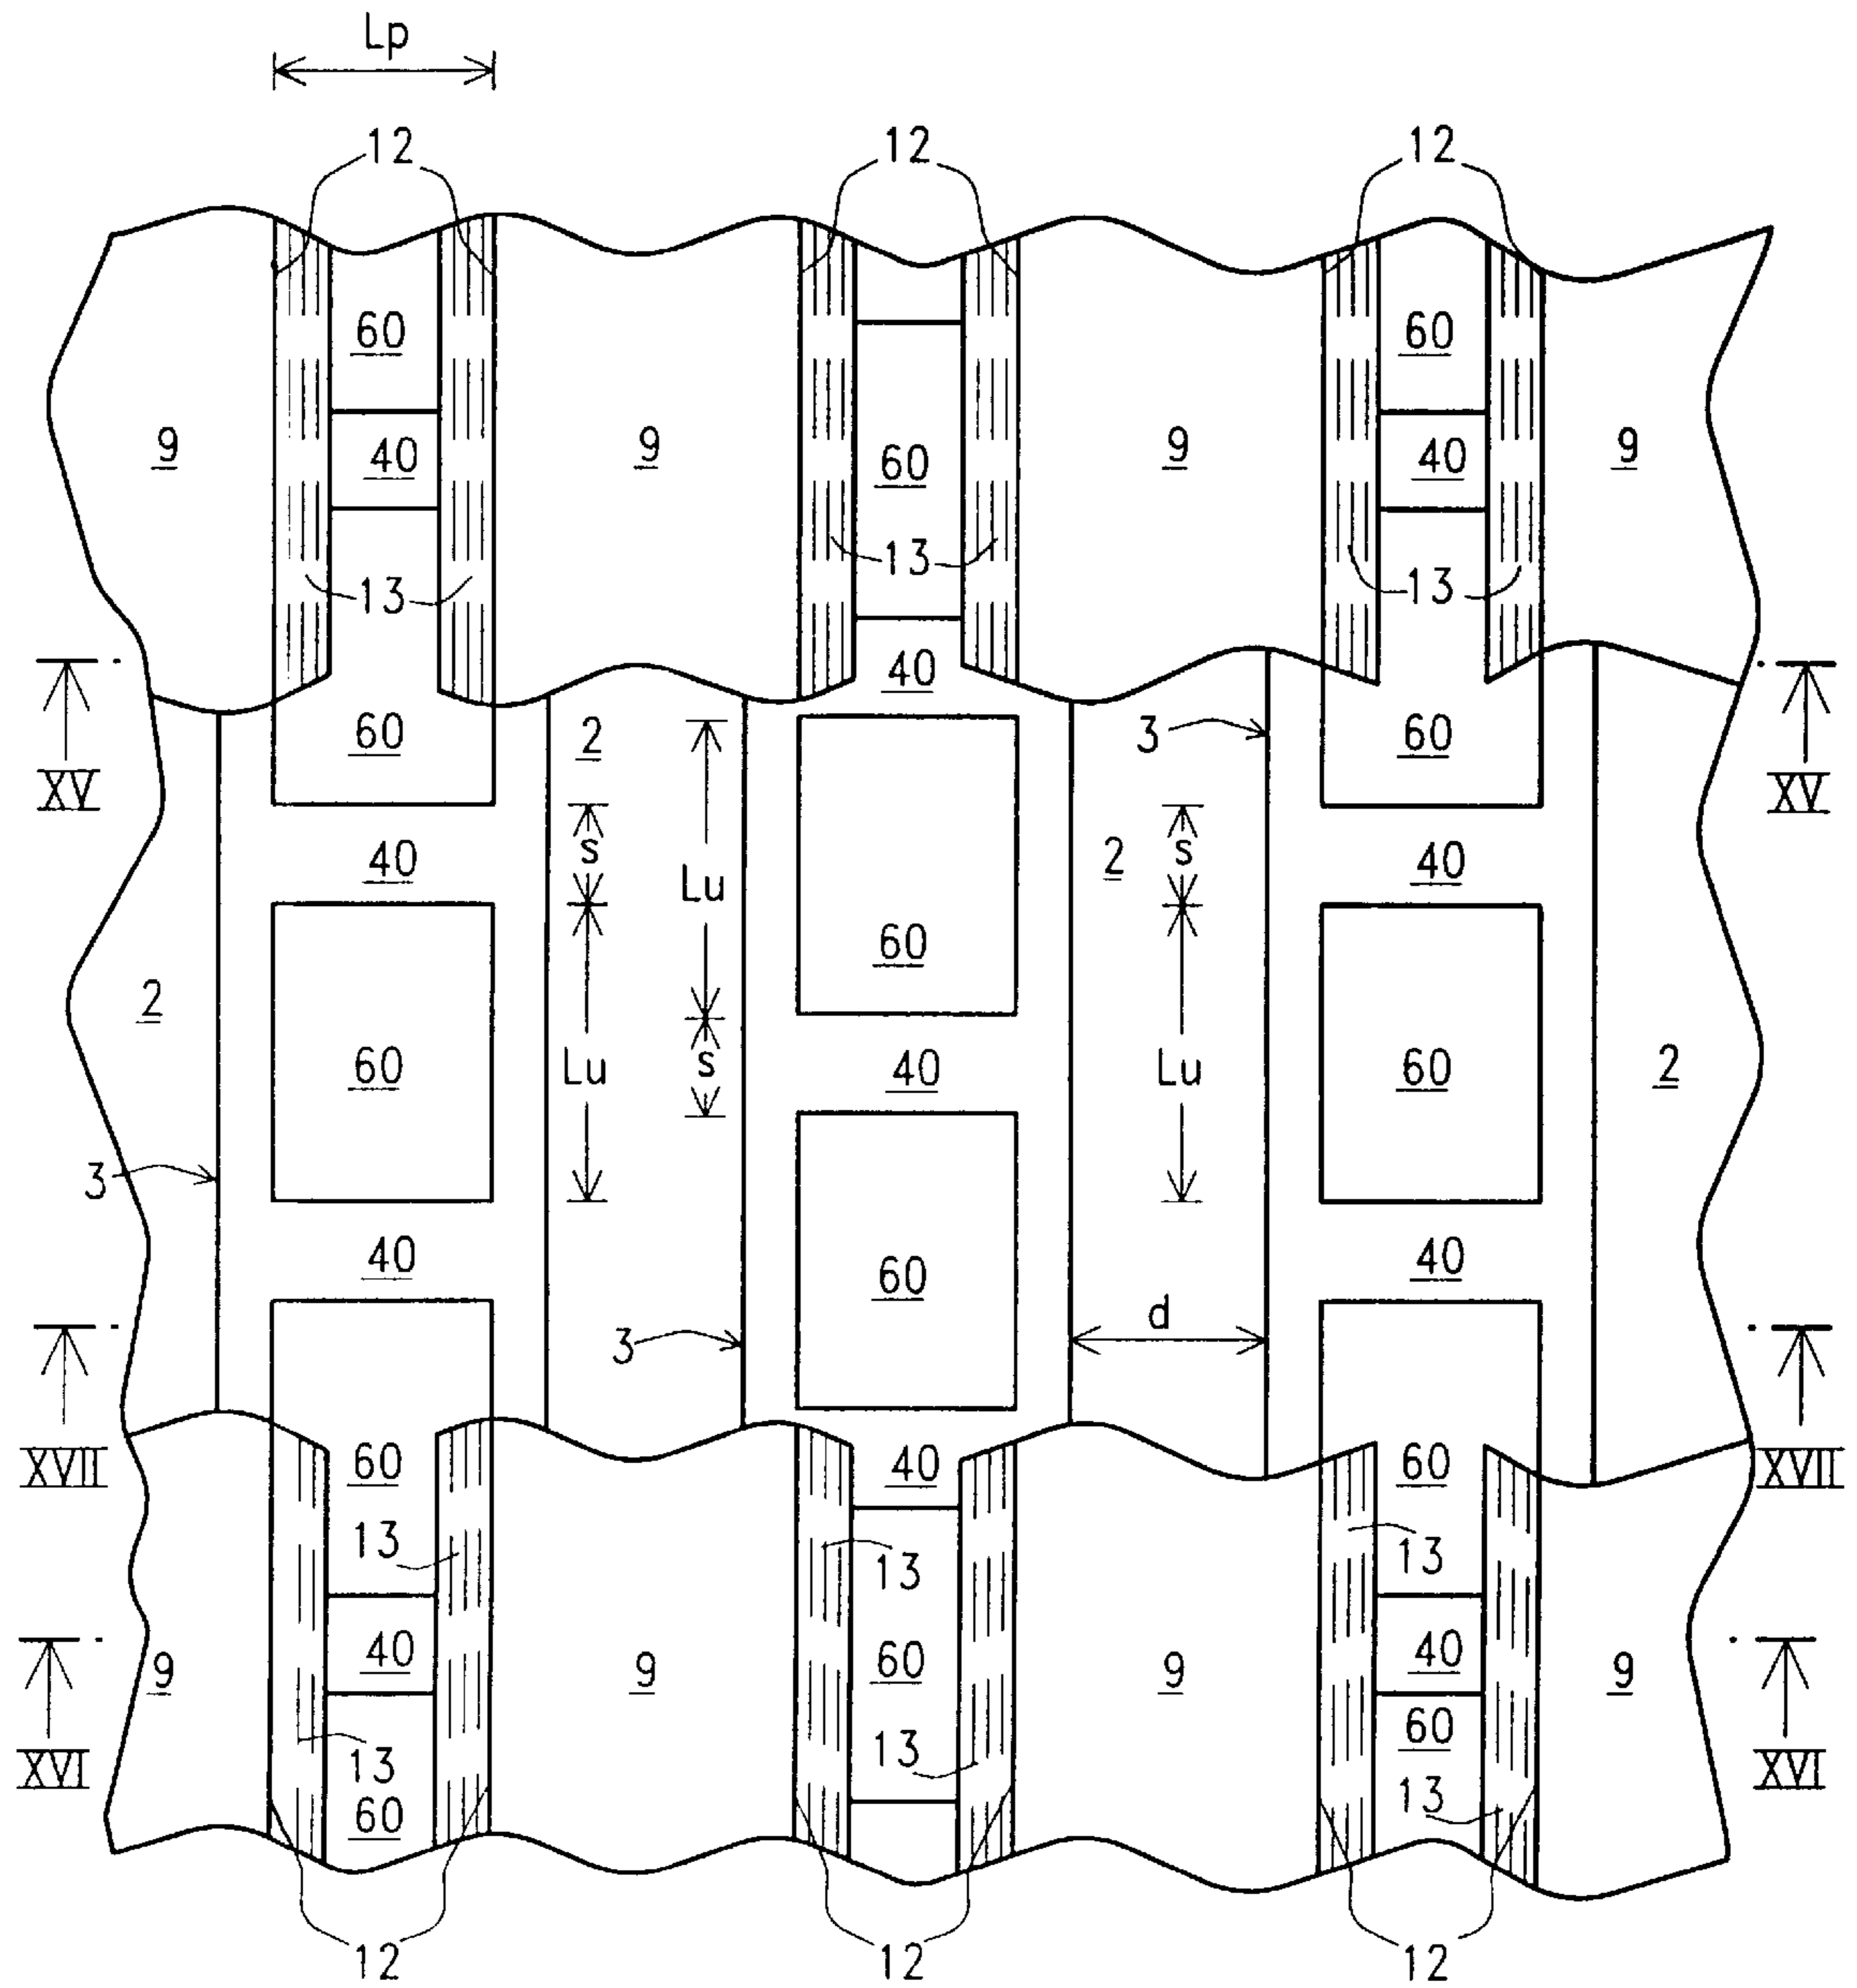 Lp
12 12 12
60 60
9 40 9 60 9 40 9
13 13 13
40
60 2 3 60
XV XV
s 2 s
40 Lu 40
60
2
60 s 40 60 2
Lu Lu
3
40 60 40
d
3
60 40 60
XVII XVII
13 13 13
40 60 40
9 9 9 9
60
13 13 13
XVI XVI
60
12 12 12